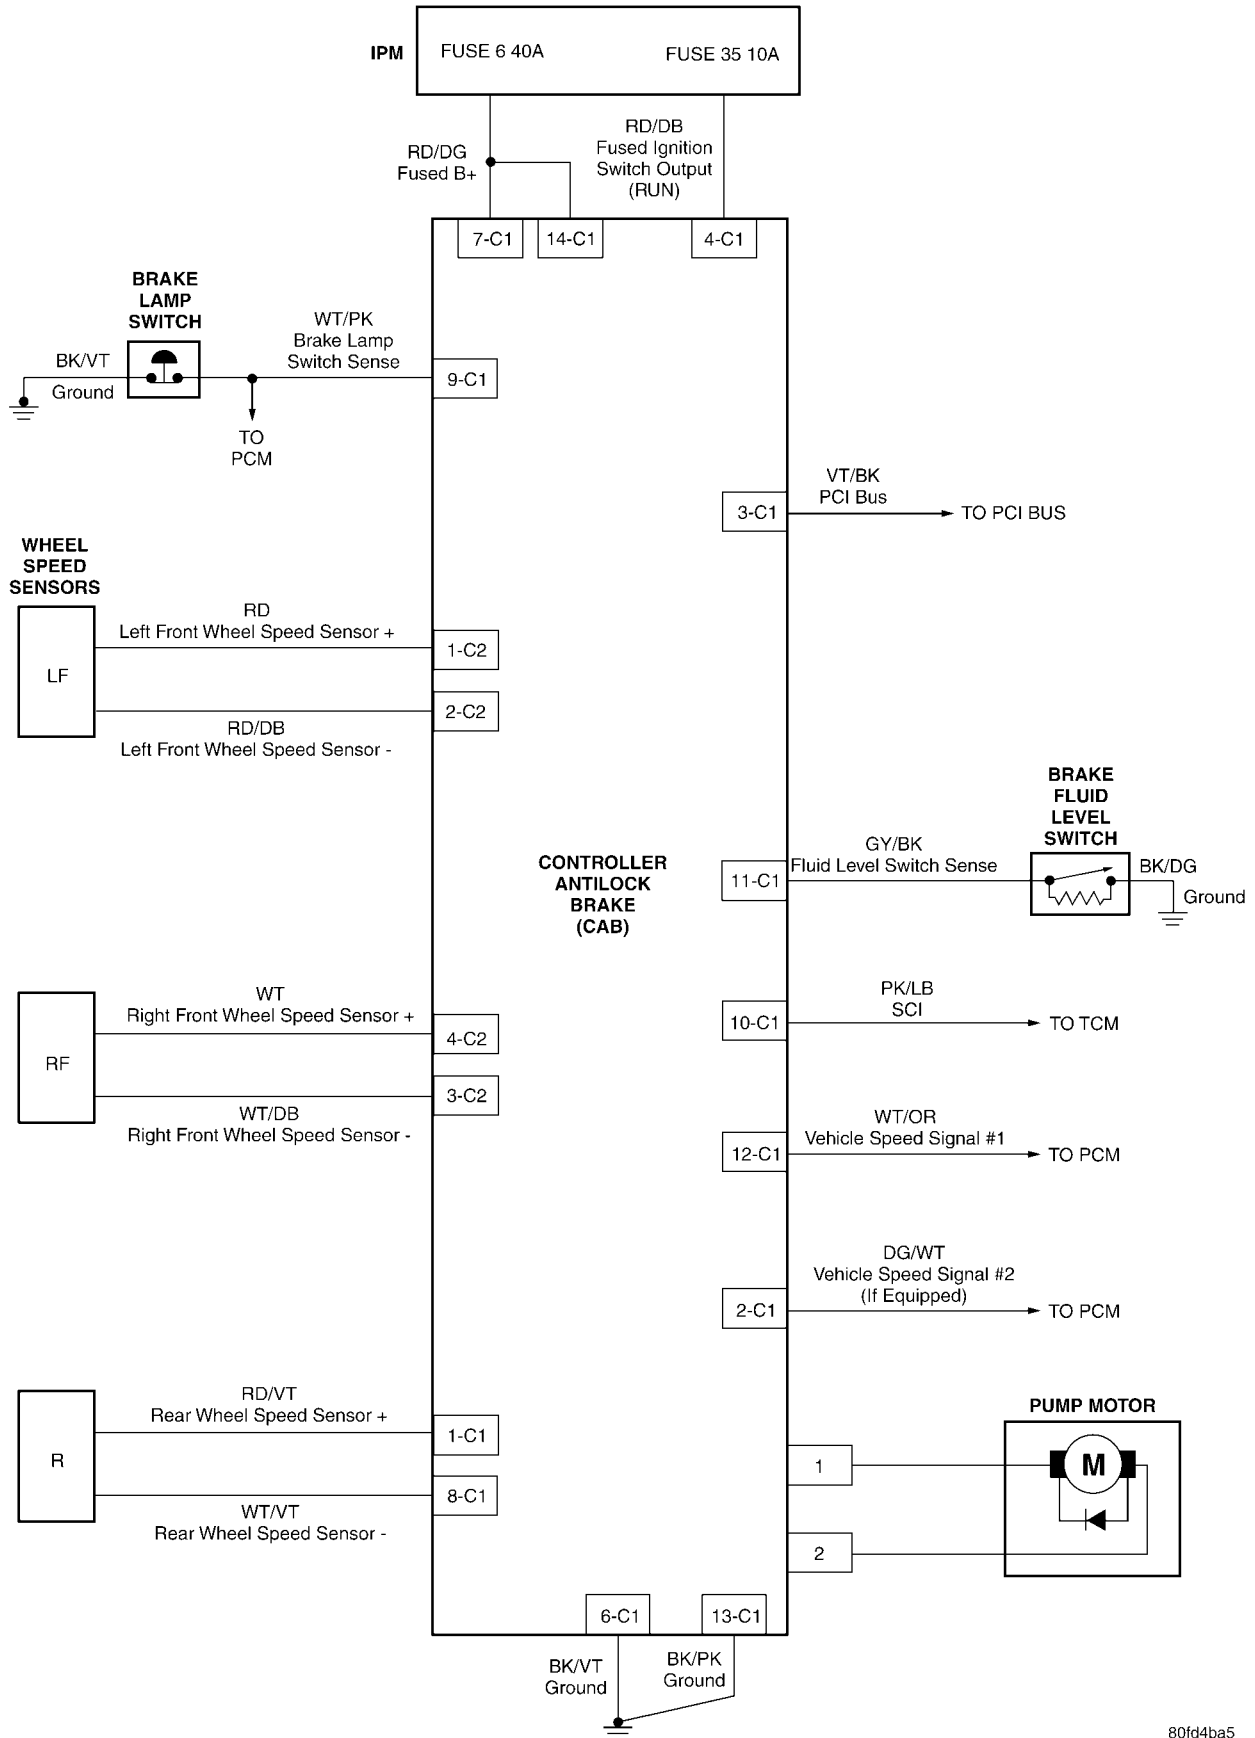 IPM
FUSE 6 40A
FUSE 35 10A
RD/DG
Fused B+
RD/DB
Fused Ignition
Switch Output
(RUN)
7-C1
14-C1
4-C1
BRAKE
LAMP
SWITCH
BK/VT
Ground
WT/PK
Brake Lamp
Switch Sense
9-C1
TO
PCM
VT/BK
PCI Bus
3-C1
TO PCI BUS
WHEEL
SPEED
SENSORS
LF
RD
Left Front Wheel Speed Sensor +
1-C2
2-C2
RD/DB
Left Front Wheel Speed Sensor -
BRAKE
FLUID
LEVEL
SWITCH
GY/BK
Fluid Level Switch Sense
11-C1
BK/DG
Ground
CONTROLLER
ANTILOCK
BRAKE
(CAB)
RF
WT
Right Front Wheel Speed Sensor +
4-C2
3-C2
WT/DB
Right Front Wheel Speed Sensor -
PK/LB
SCI
10-C1
TO TCM
WT/OR
Vehicle Speed Signal #1
12-C1
TO PCM
DG/WT
Vehicle Speed Signal #2
(If Equipped)
2-C1
TO PCM
R
RD/VT
Rear Wheel Speed Sensor +
1-C1
8-C1
WT/VT
Rear Wheel Speed Sensor -
PUMP MOTOR
1
M
2
6-C1
13-C1
BK/VT
Ground
BK/PK
Ground
80fd4ba5